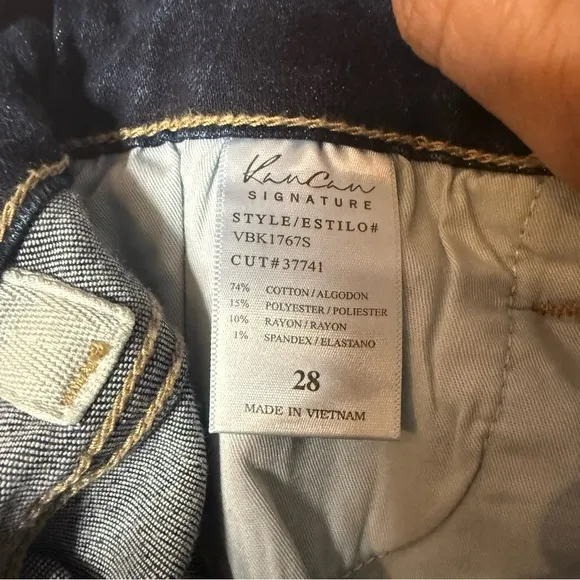 KanCan
SIGNATURE
STYLE/ESTILO#
VBK1767S
CUT#37741
74% COTTON/ALGODON
15% POLYESTER/POLIESTER
10% RAYON/RAYON
1% SPANDEX/ELASTANO
28
MADE IN VIETNAM